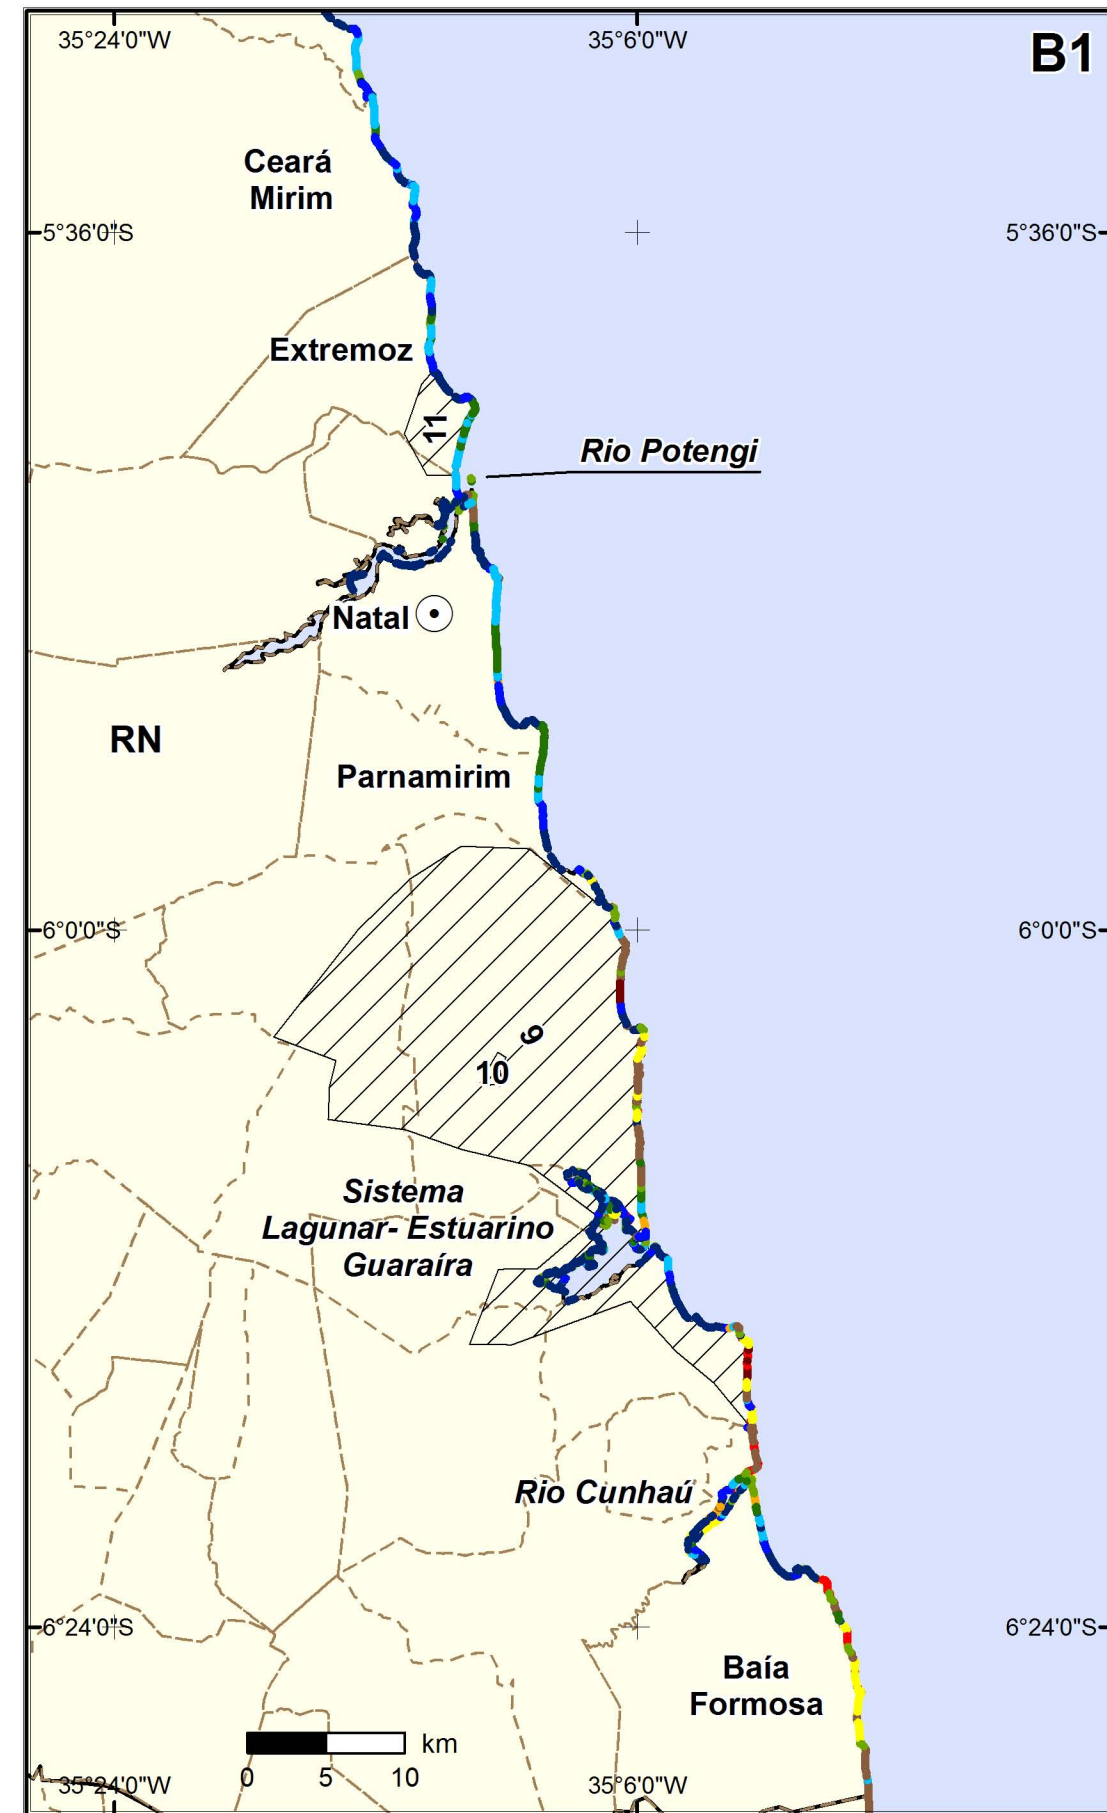 35°24'0"W
35°6'0"W
B1
Ceará
Mirim
5°36'0"S
5°36'0"S
Extremoz
11
Rio Potengi
Natal
RN
Parnamirim
6°0'0"S
6°0'0"S
9
10
Sistema
Lagunar- Estuarino
Guaraíra
Rio Cunhaú
6°24'0"S
6°24'0"S
Baía
Formosa
km
0 5 10
35°24'0"W
35°6'0"W